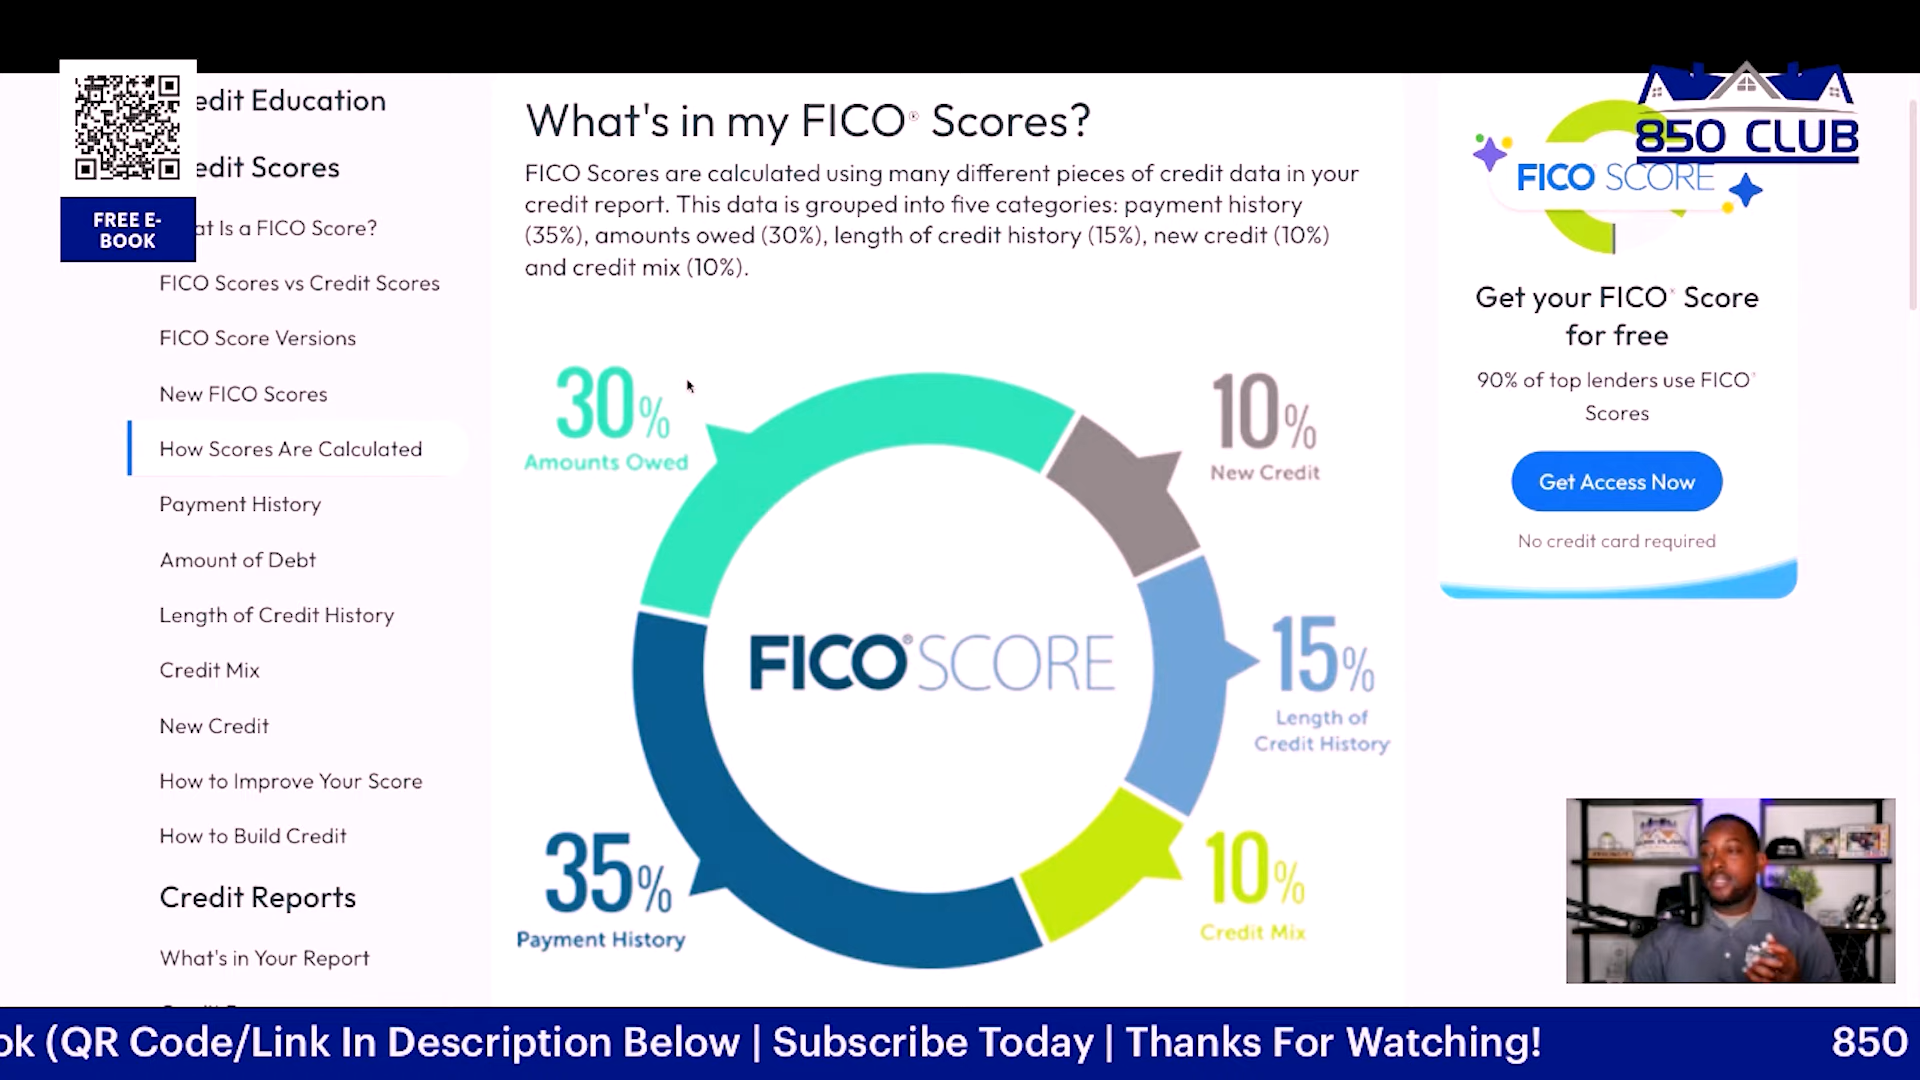 FREE E-
BOOK
edit Education
edit Scores
at Is a FICO Score?
FICO Scores vs Credit Scores
FICO Score Versions
New FICO Scores
How Scores Are Calculated
Payment History
Amount of Debt
Length of Credit History
Credit Mix
New Credit
How to Improve Your Score
How to Build Credit
Credit Reports
What's in Your Report
What's in my FICO® Scores?
FICO Scores are calculated using many different pieces of credit data in your
credit report. This data is grouped into five categories: payment history
(35%), amounts owed (30%), length of credit history (15%), new credit (10%)
and credit mix (10%).
30%
Amounts Owed
10%
New Credit
15%
Length of
Credit History
10%
Credit Mix
35%
Payment History
FICO® SCORE
850 CLUB
FICO SCORE
Get your FICO® Score
for free
90% of top lenders use FICO®
Scores
Get Access Now
No credit card required
ok (QR Code/Link In Description Below | Subscribe Today | Thanks For Watching!
850